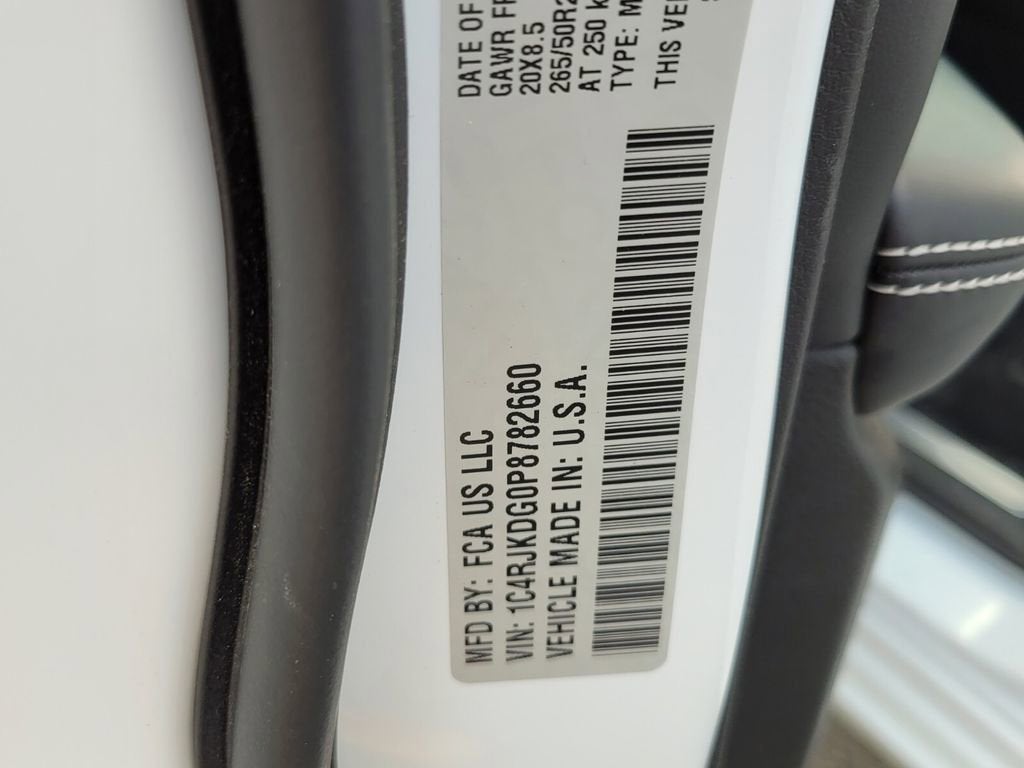 MFD BY: FCA US LLC
VIN: 1C4RJKDG0P8782660
VEHICLE MADE IN: U.S.A.
DATE OF
GAWR FR
20X8.5
265/50R2
AT 250 k
TYPE: M
THIS VE